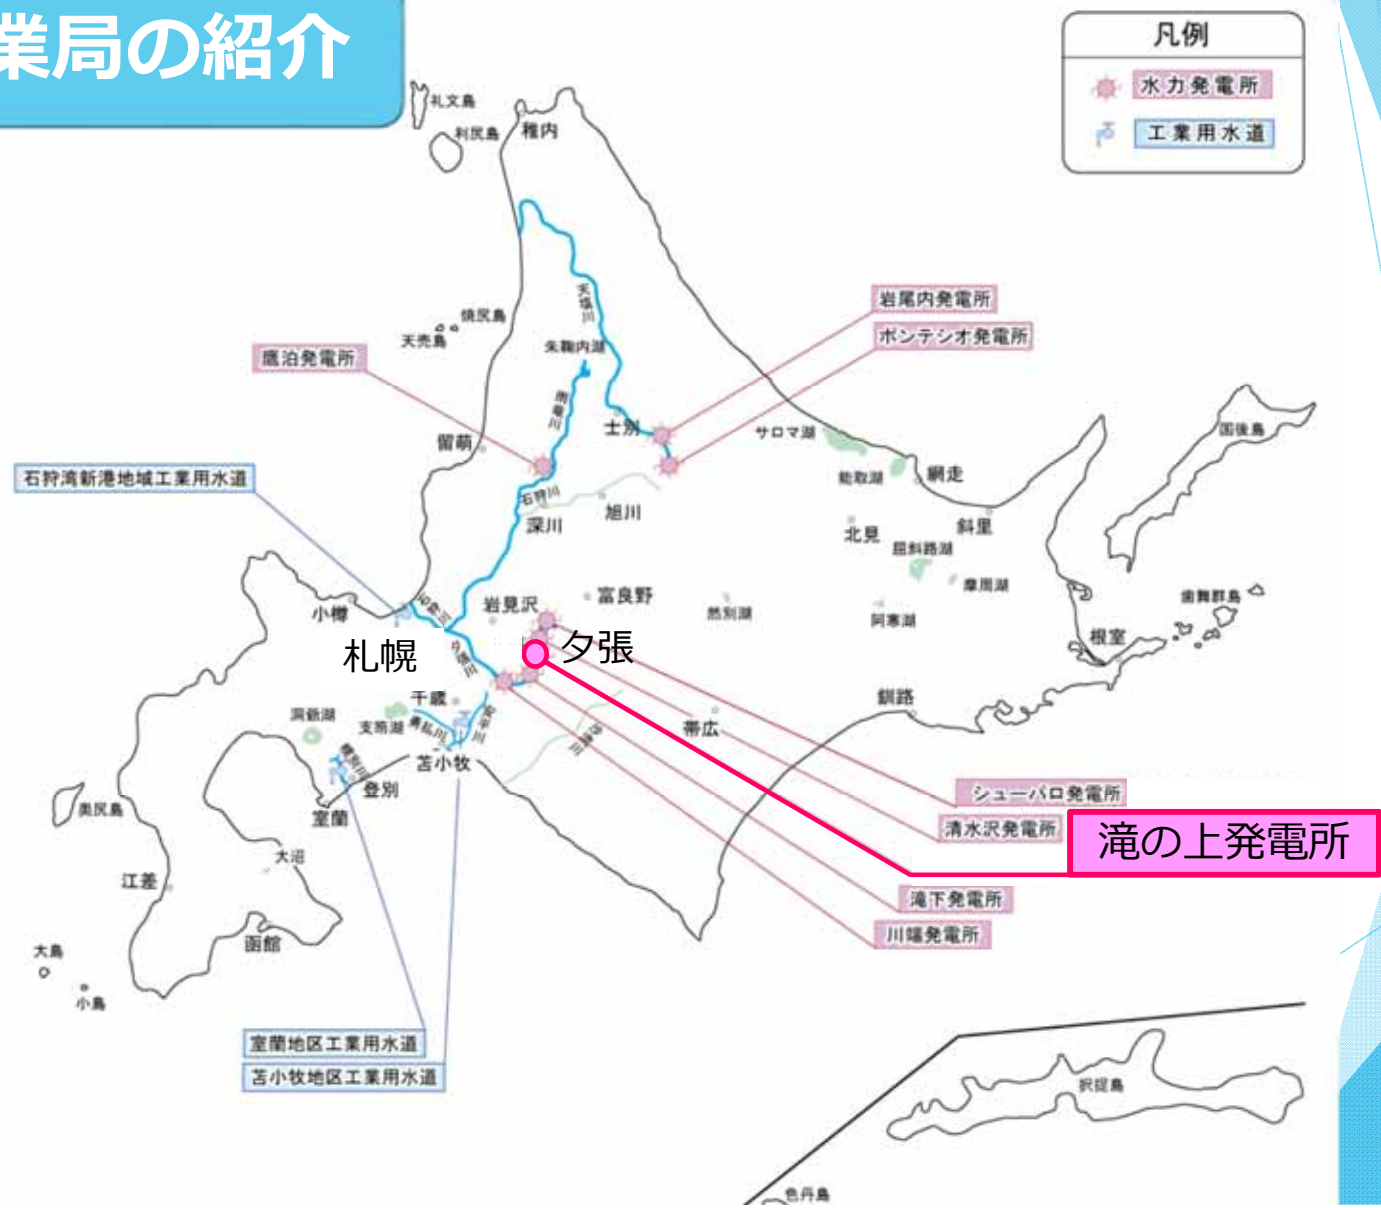 業局の紹介
凡例
水力発電所
工業用水道
礼文島
利尻島
稚内
天塩川
焼尻島
天売島
朱鞠内湖
岩尾内発電所
ポンテシオ発電所
鷹泊発電所
雨竜川
士別
留萌
サロマ湖
能取湖
網走
国後島
石狩湾新港地域工業用水道
石狩川
深川
旭川
北見
斜里
屈斜路湖
摩周湖
小樽
石狩川
岩見沢
富良野
然別湖
阿寒湖
歯舞群島
根室
札幌
夕張川
夕張
千歳
洞爺湖
支笏湖
勇払川
釧路
帯広
苫小牧
登別
室蘭
シューパロ発電所
清水沢発電所
滝の上発電所
奥尻島
大沼
江差
滝下発電所
川端発電所
函館
大島
小島
室蘭地区工業用水道
苫小牧地区工業用水道
択捉島
色丹島